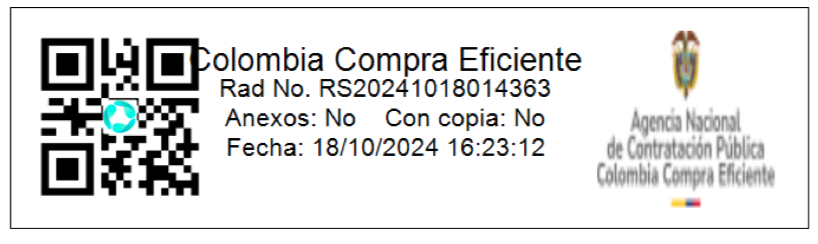 Colombia Compra Eficiente
Rad No. RS20241018014363
Anexos: No Con copia: No
Fecha: 18/10/2024 16:23:12
Agencia Nacional
de Contratación Pública
Colombia Compra Eficiente